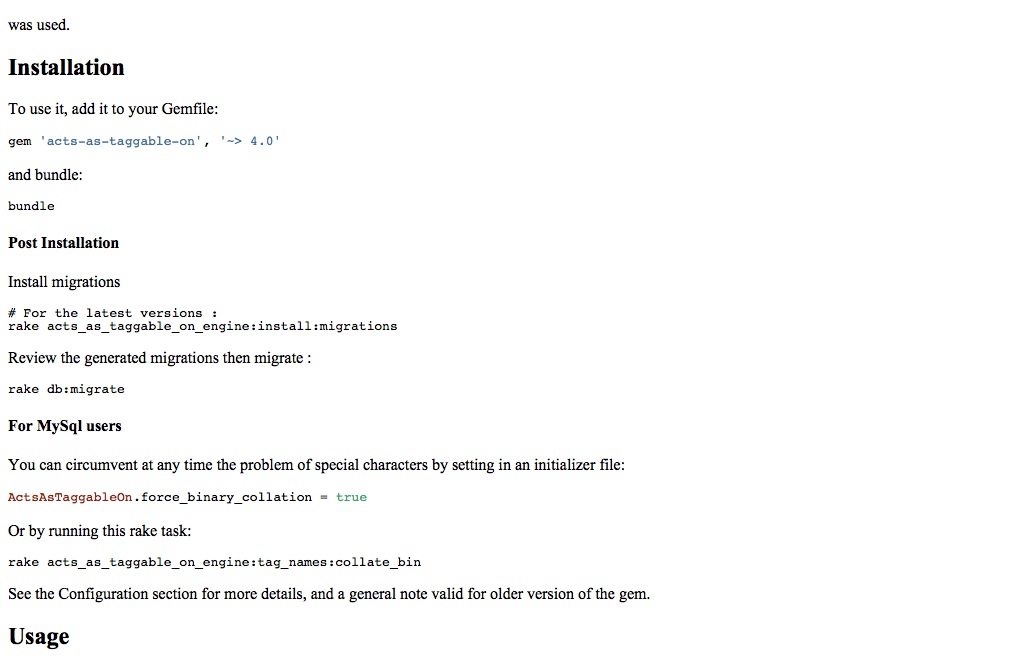 was used.
Installation
To use it, add it to your Gemfile:
gem 'acts-as-taggable-on', '~> 4.0'
and bundle:
bundle
Post Installation
Install migrations
# For the latest versions :
rake acts_as_taggable_on_engine:install:migrations
Review the generated migrations then migrate :
rake db:migrate
For MySql users
You can circumvent at any time the problem of special characters by setting in an initializer file:
ActsAsTaggableOn.force_binary_collation = true
Or by running this rake task:
rake acts_as_taggable_on_engine:tag_names:collate_bin
See the Configuration section for more details, and a general note valid for older version of the gem.
Usage